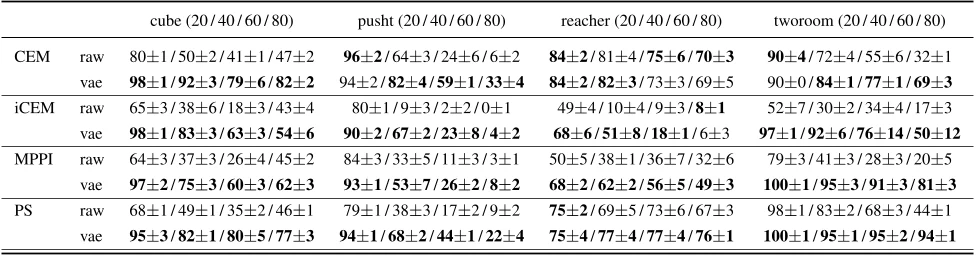 cube (20 / 40 / 60 / 80) pusht (20 / 40 / 60 / 80) reacher (20 / 40 / 60 / 80) tworoom (20 / 40 / 60 / 80)
CEM raw 80±1 / 50±2 / 41±1 / 47±2 96±2 / 64±3 / 24±6 / 6±2 84±2 / 81±4 / 75±6 / 70±3 90±4 / 72±4 / 55±6 / 32±1
vae 98±1 / 92±3 / 79±6 / 82±2 94±2 / 82±4 / 59±1 / 33±4 84±2 / 82±3 / 73±3 / 69±5 90±0 / 84±1 / 77±1 / 69±3
iCEM raw 65±3 / 38±6 / 18±3 / 43±4 80±1 / 9±3 / 2±2 / 0±1 49±4 / 10±4 / 9±3 / 8±1 52±7 / 30±2 / 34±4 / 17±3
vae 98±1 / 83±3 / 63±3 / 54±6 90±2 / 67±2 / 23±8 / 4±2 68±6 / 51±8 / 18±1 / 6±3 97±1 / 92±6 / 76±14 / 50±12
MPPI raw 64±3 / 37±3 / 26±4 / 45±2 84±3 / 33±5 / 11±3 / 3±1 50±5 / 38±1 / 36±7 / 32±6 79±3 / 41±3 / 28±3 / 20±5
vae 97±2 / 75±3 / 60±3 / 62±3 93±1 / 53±7 / 26±2 / 8±2 68±2 / 62±2 / 56±5 / 49±3 100±1 / 95±3 / 91±3 / 81±3
PS raw 68±1 / 49±1 / 35±2 / 46±1 79±1 / 38±3 / 17±2 / 9±2 75±2 / 69±5 / 73±6 / 67±3 98±1 / 83±2 / 68±3 / 44±1
vae 95±3 / 82±1 / 80±5 / 77±3 94±1 / 68±2 / 44±1 / 22±4 75±4 / 77±4 / 77±4 / 76±1 100±1 / 95±1 / 95±2 / 94±1